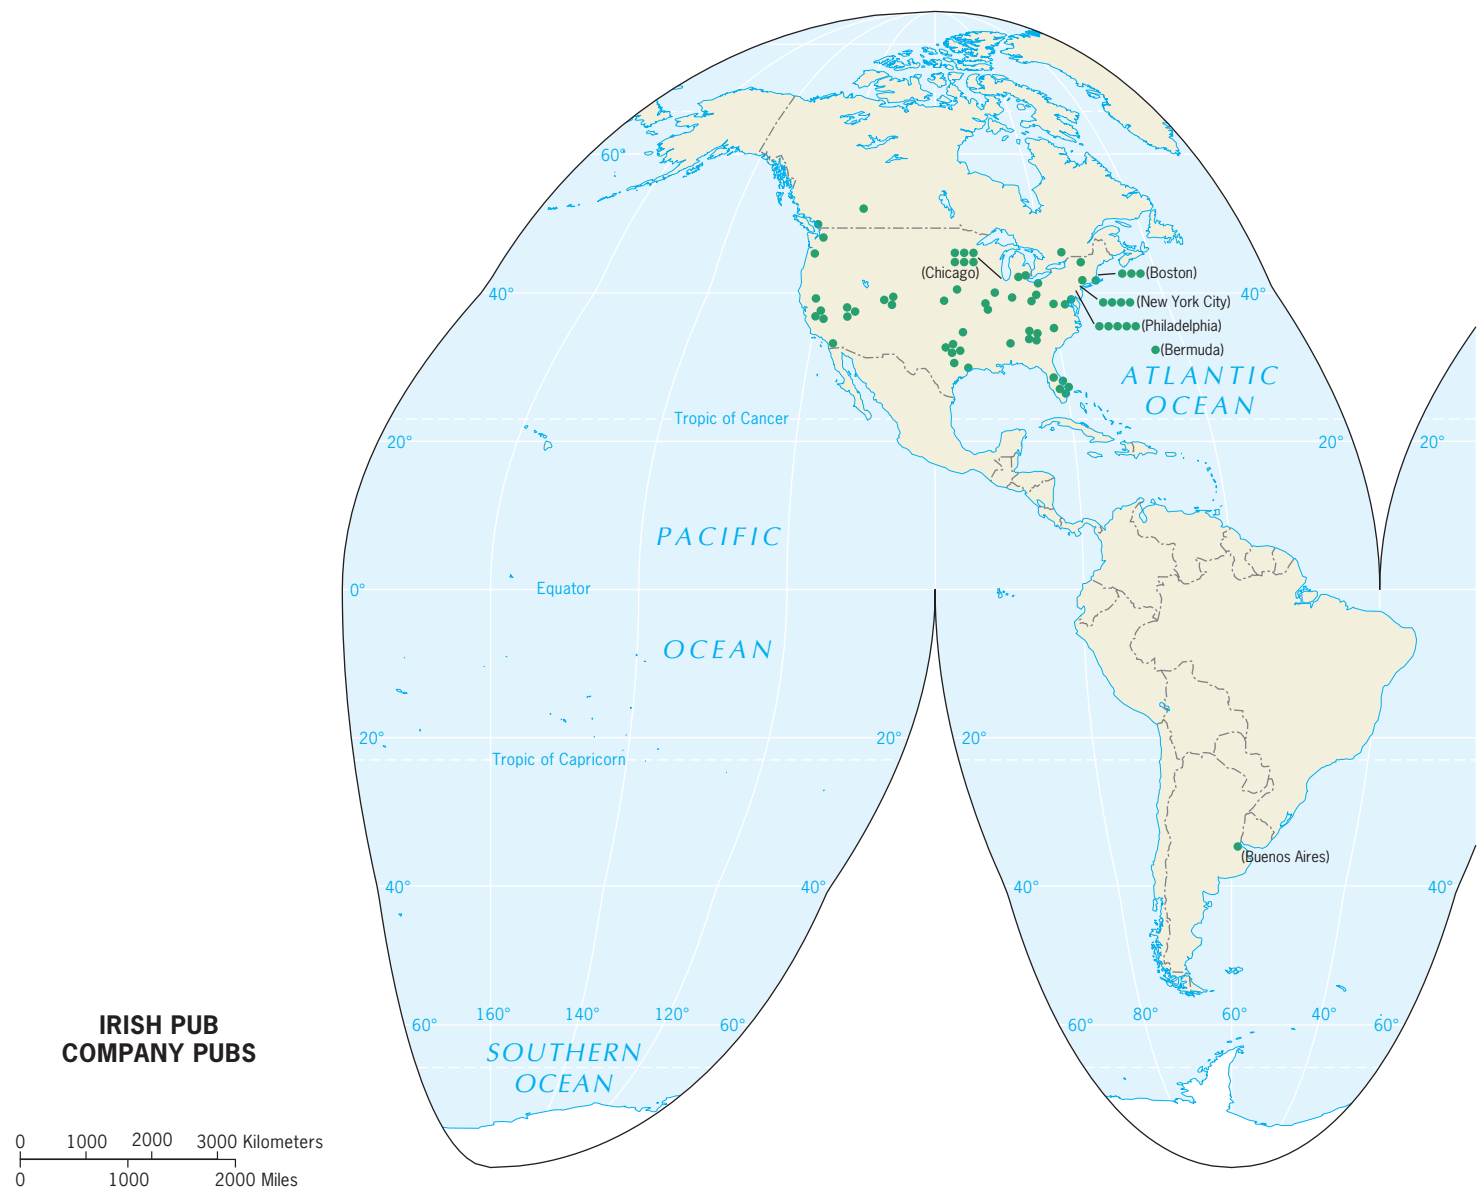 60°
40°
(Chicago)
(Boston)
(New York City)
40°
(Philadelphia)
(Bermuda)
ATLANTIC
OCEAN
Tropic of Cancer
20°
20°
20°
PACIFIC
0°
Equator
OCEAN
20°
20°
20°
Tropic of Capricorn
(Buenos Aires)
40°
40°
40°
40°
160°
140°
120°
80°
60°
40°
60°
60°
60°
60°
IRISH PUB
COMPANY PUBS
SOUTHERN
OCEAN
0 1000 2000 3000 Kilometers
0 1000 2000 Miles